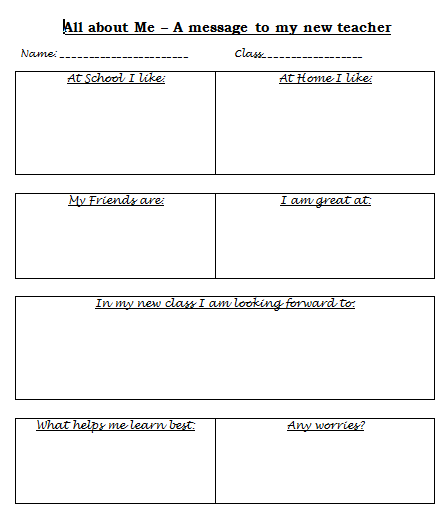 All about Me – A message to my new teacher
Name: ______________________ Class_________________
At School I like: At Home I like:
My Friends are: I am great at:
In my new class I am looking forward to:
What helps me learn best: Any worries?